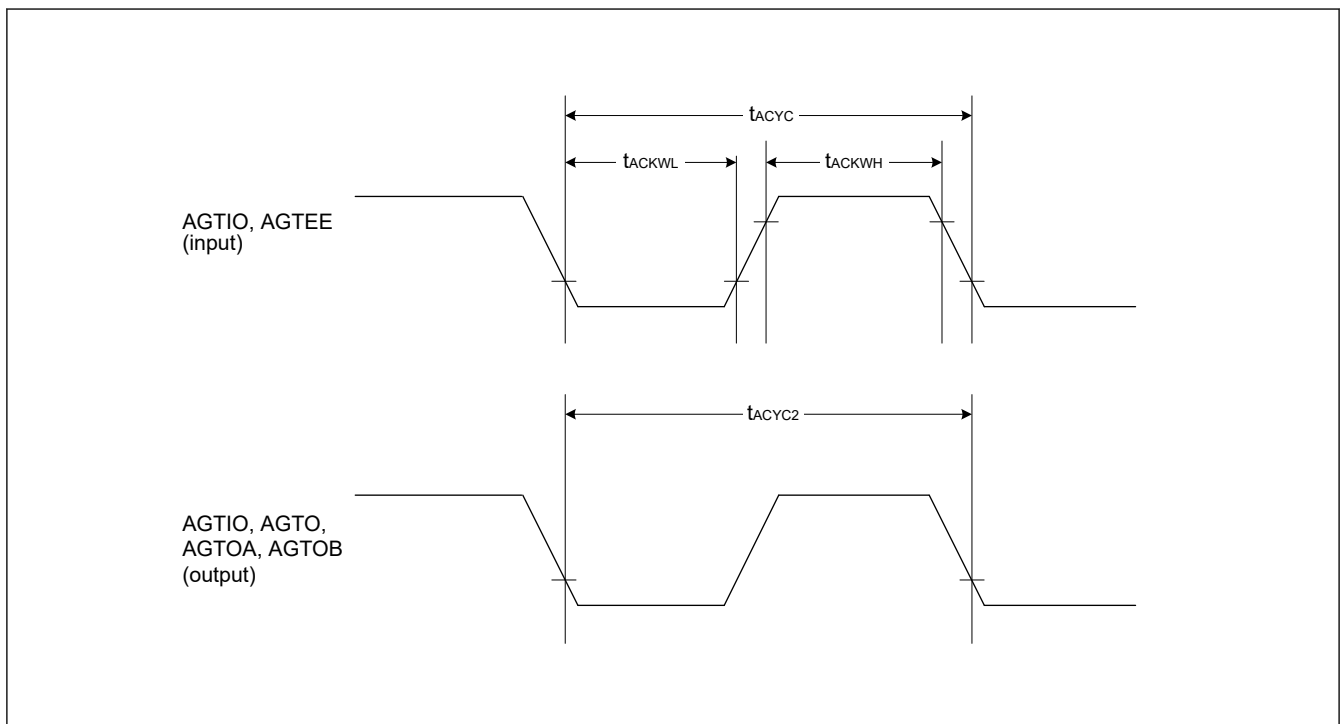 tACYC
tACKWL
tACKWH
AGTIO, AGTEE
(input)
tACYC2
AGTIO, AGTO,
AGTOA, AGTOB
(output)